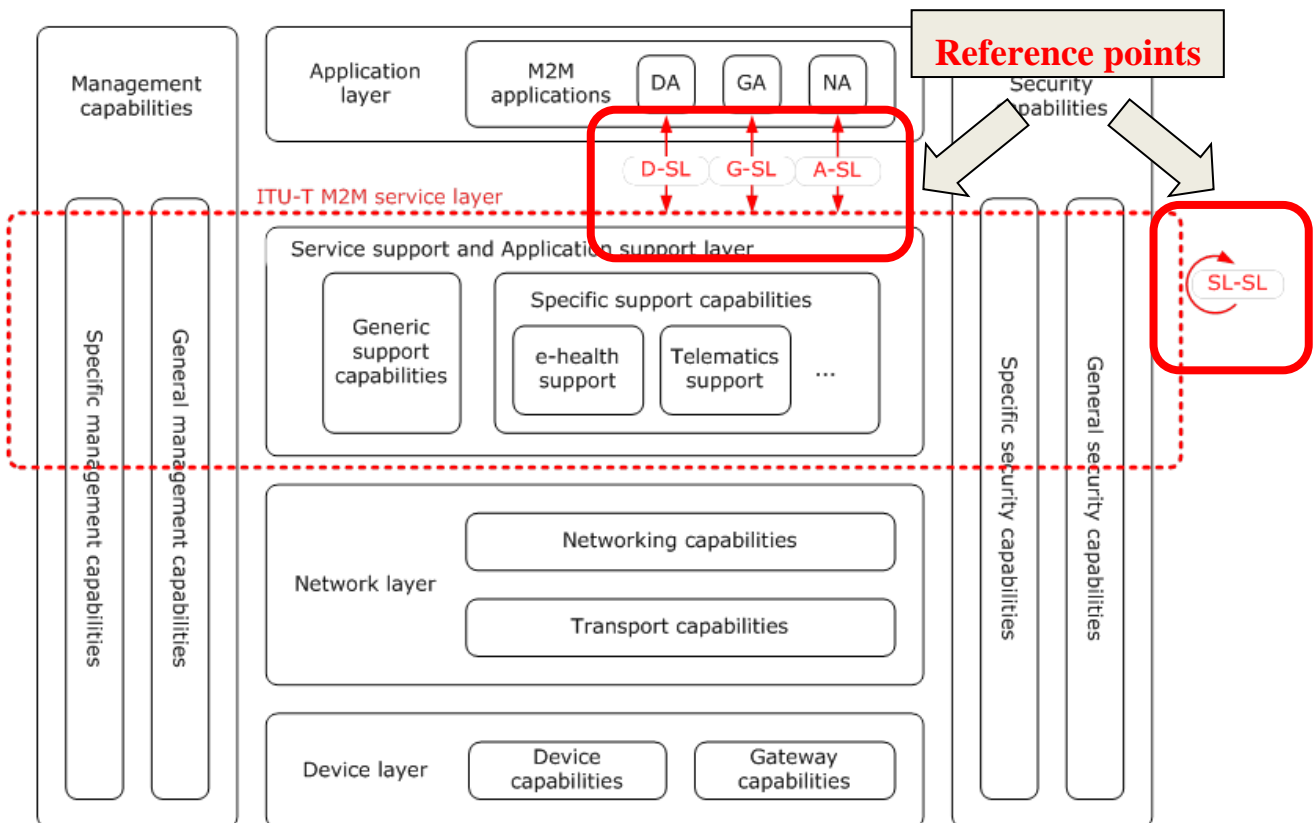 Reference points
Management
capabilities
Application
layer
M2M
applications
DA
GA
NA
Security
capabilities
D-SL
G-SL
A-SL
ITU-T M2M service layer
Service support and Application support layer
SL-SL
Generic
support
capabilities
Specific support capabilities
e-health
support
Telematics
support
...
Specific management capabilities
General management capabilities
Specific security capabilities
General security capabilities
Network layer
Networking capabilities
Transport capabilities
Device layer
Device
capabilities
Gateway
capabilities